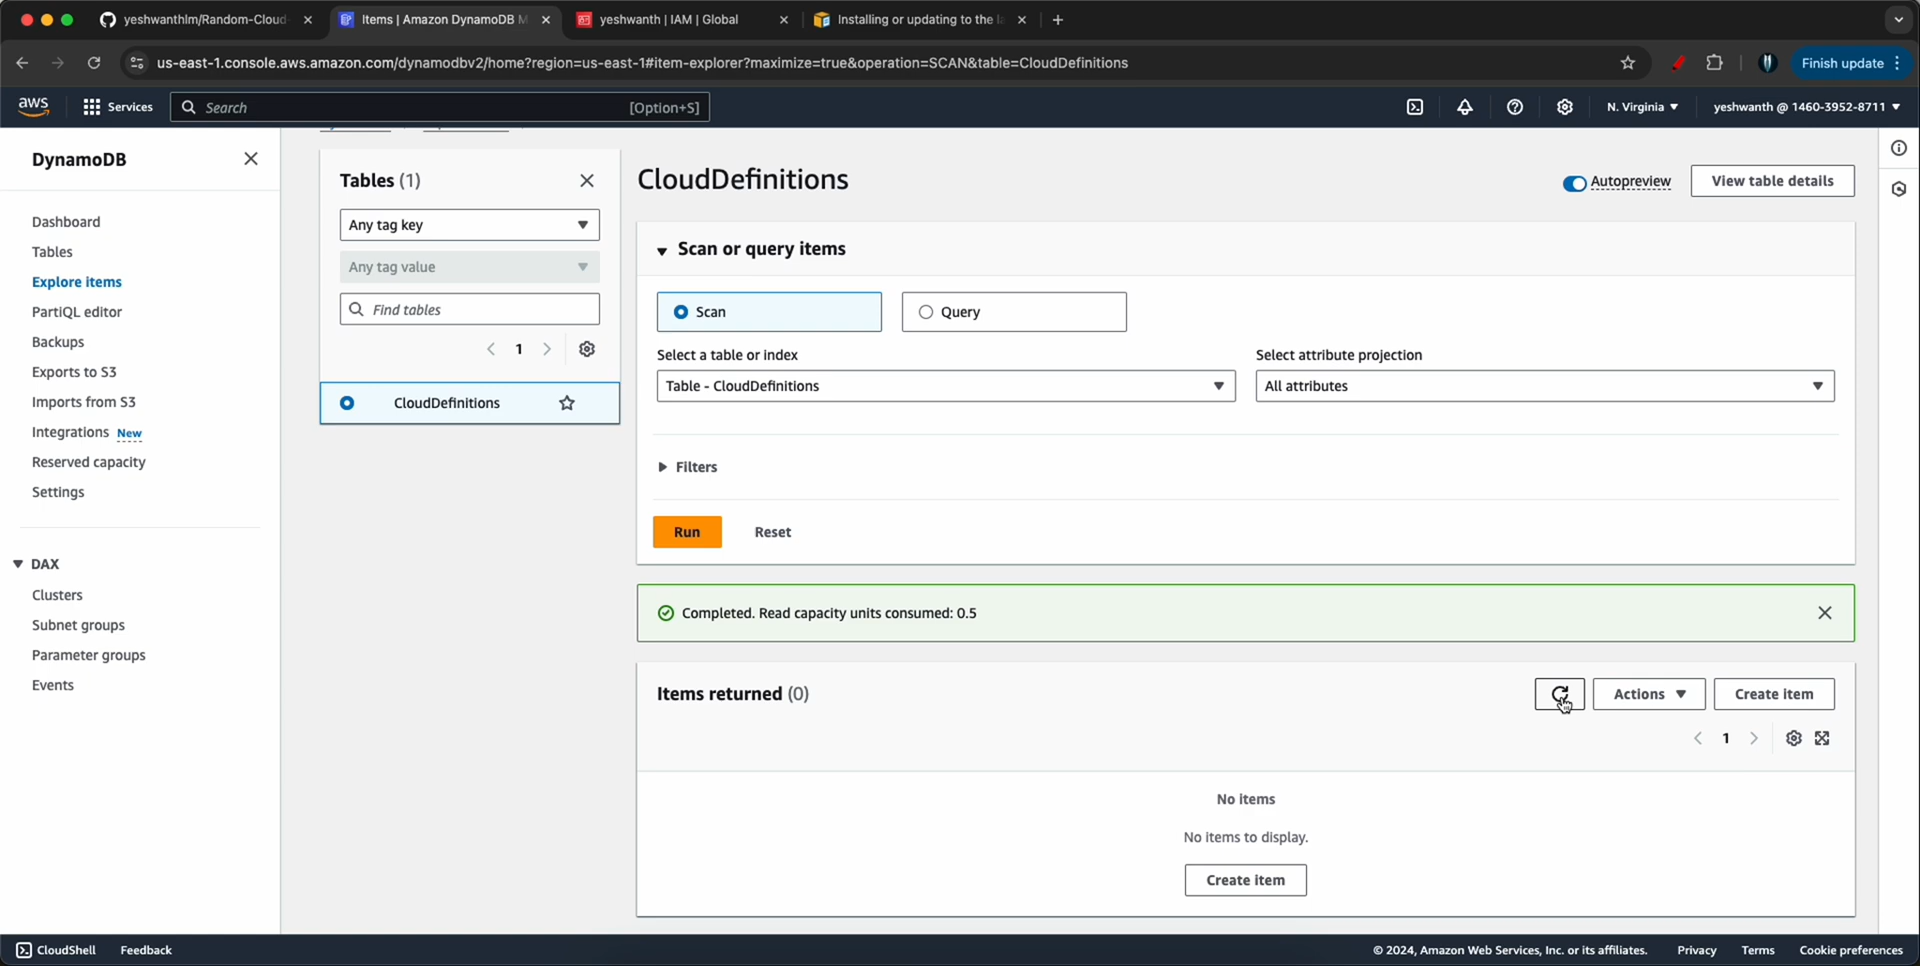 yeshwanthlm/Random-Cloud-
Items | Amazon DynamoDB M
yeshwanth | IAM | Global
Installing or updating to the la
us-east-1.console.aws.amazon.com/dynamodbv2/home?region=us-east-1#item-explorer?maximize=true&operation=SCAN&table=CloudDefinitions
Finish update
aws
Services
Search
[Option+S]
N. Virginia
yeshwanth @ 1460-3952-8711
DynamoDB
Dashboard
Tables
Explore items
PartiQL editor
Backups
Exports to S3
Imports from S3
Integrations New
Reserved capacity
Settings
DAX
Clusters
Subnet groups
Parameter groups
Events
Tables (1)
Any tag key
Any tag value
Find tables
1
CloudDefinitions
CloudDefinitions
Autopreview
View table details
Scan or query items
Scan
Query
Select a table or index
Table - CloudDefinitions
Select attribute projection
All attributes
Filters
Run
Reset
Completed. Read capacity units consumed: 0.5
Items returned (0)
Actions
Create item
1
No items
No items to display.
Create item
CloudShell
Feedback
© 2024, Amazon Web Services, Inc. or its affiliates.
Privacy
Terms
Cookie preferences